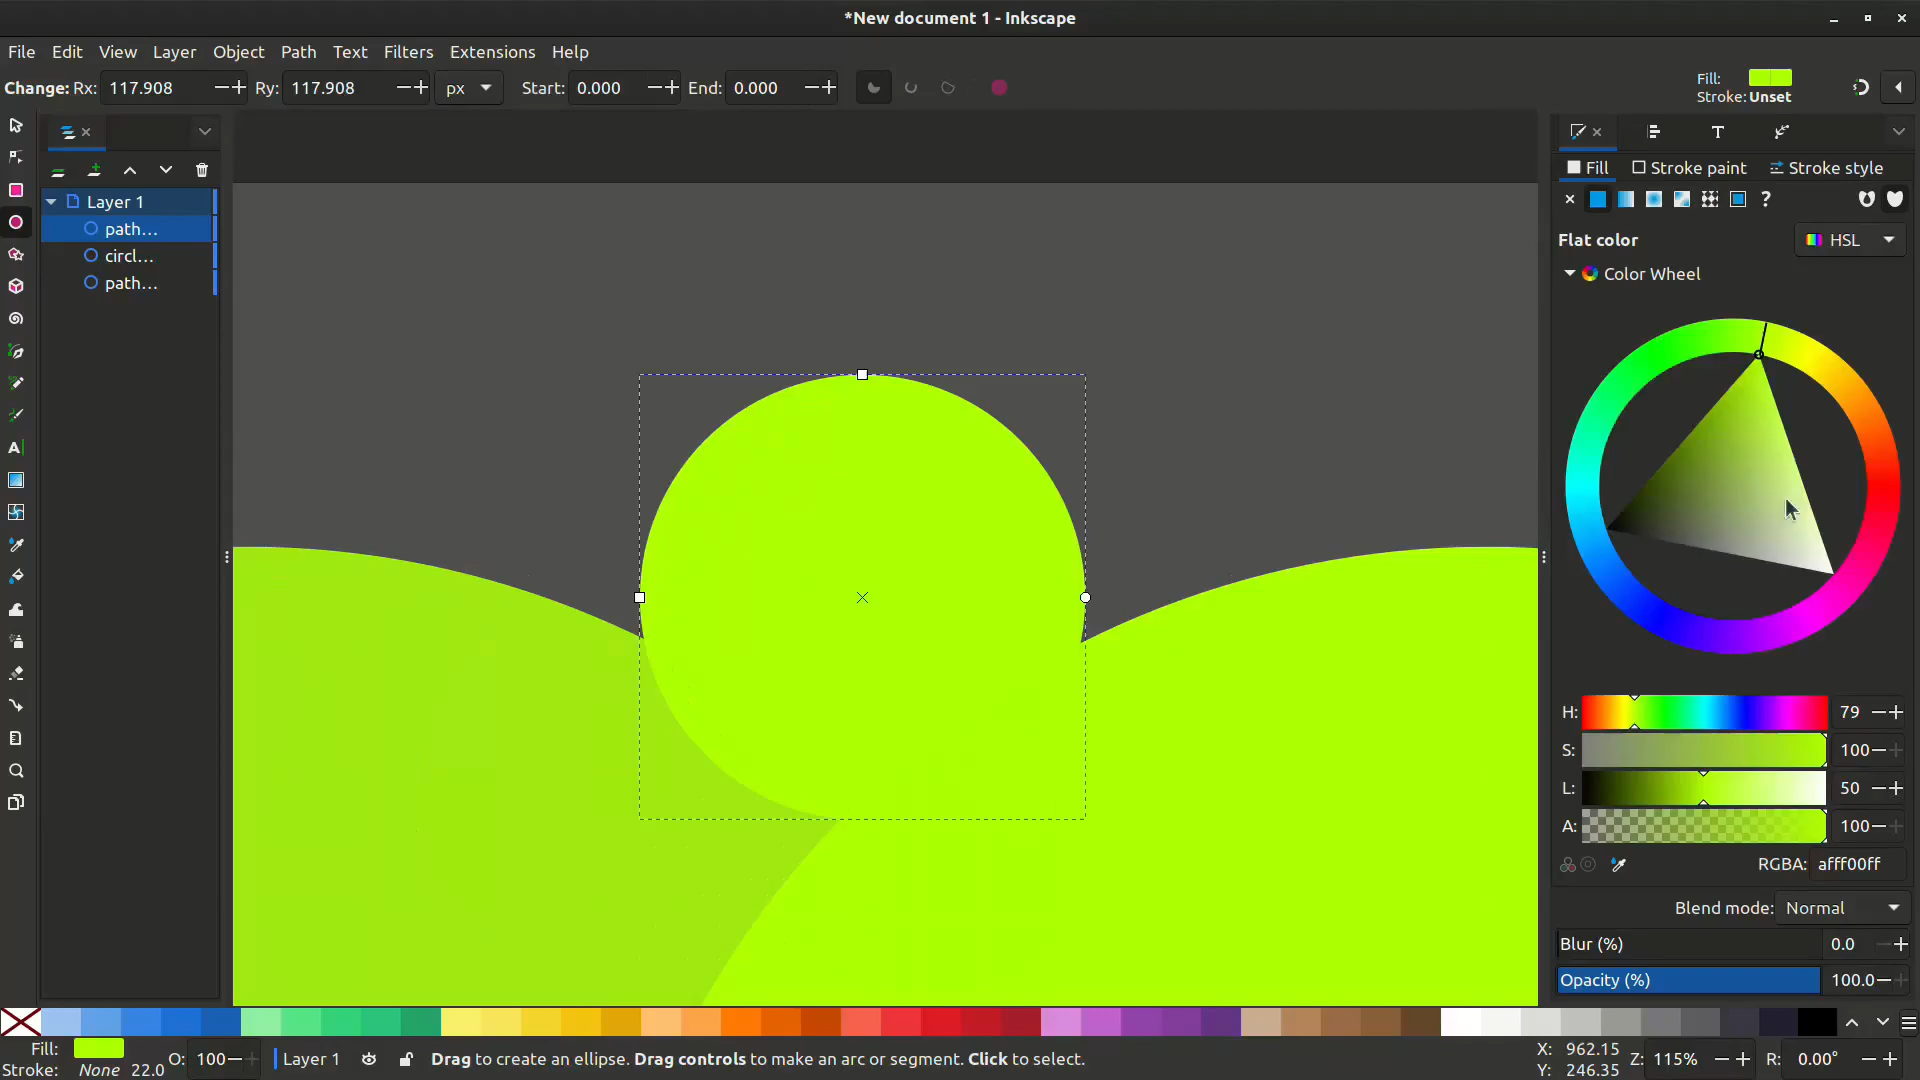 *New document 1 - Inkscape
File Edit View Layer Object Path Text Filters Extensions Help
Change: Rx: 117.908 Ry: 117.908 px Start: 0.000 End: 0.000 Fill: Stroke: Unset
Fill Stroke paint Stroke style
Layer 1
path...
circl...
path...
Flat color HSL
Color Wheel
H: 79
S: 100
L: 50
A: 100
RGBA: afff00ff
Blend mode: Normal
Blur (%) 0.0
Opacity (%) 100.0
Fill: O: 100 Layer 1 Drag to create an ellipse. Drag controls to make an arc or segment. Click to select. X: 962.15 Z: 115% R: 0.00°
Stroke: None 22.0 Y: 246.35